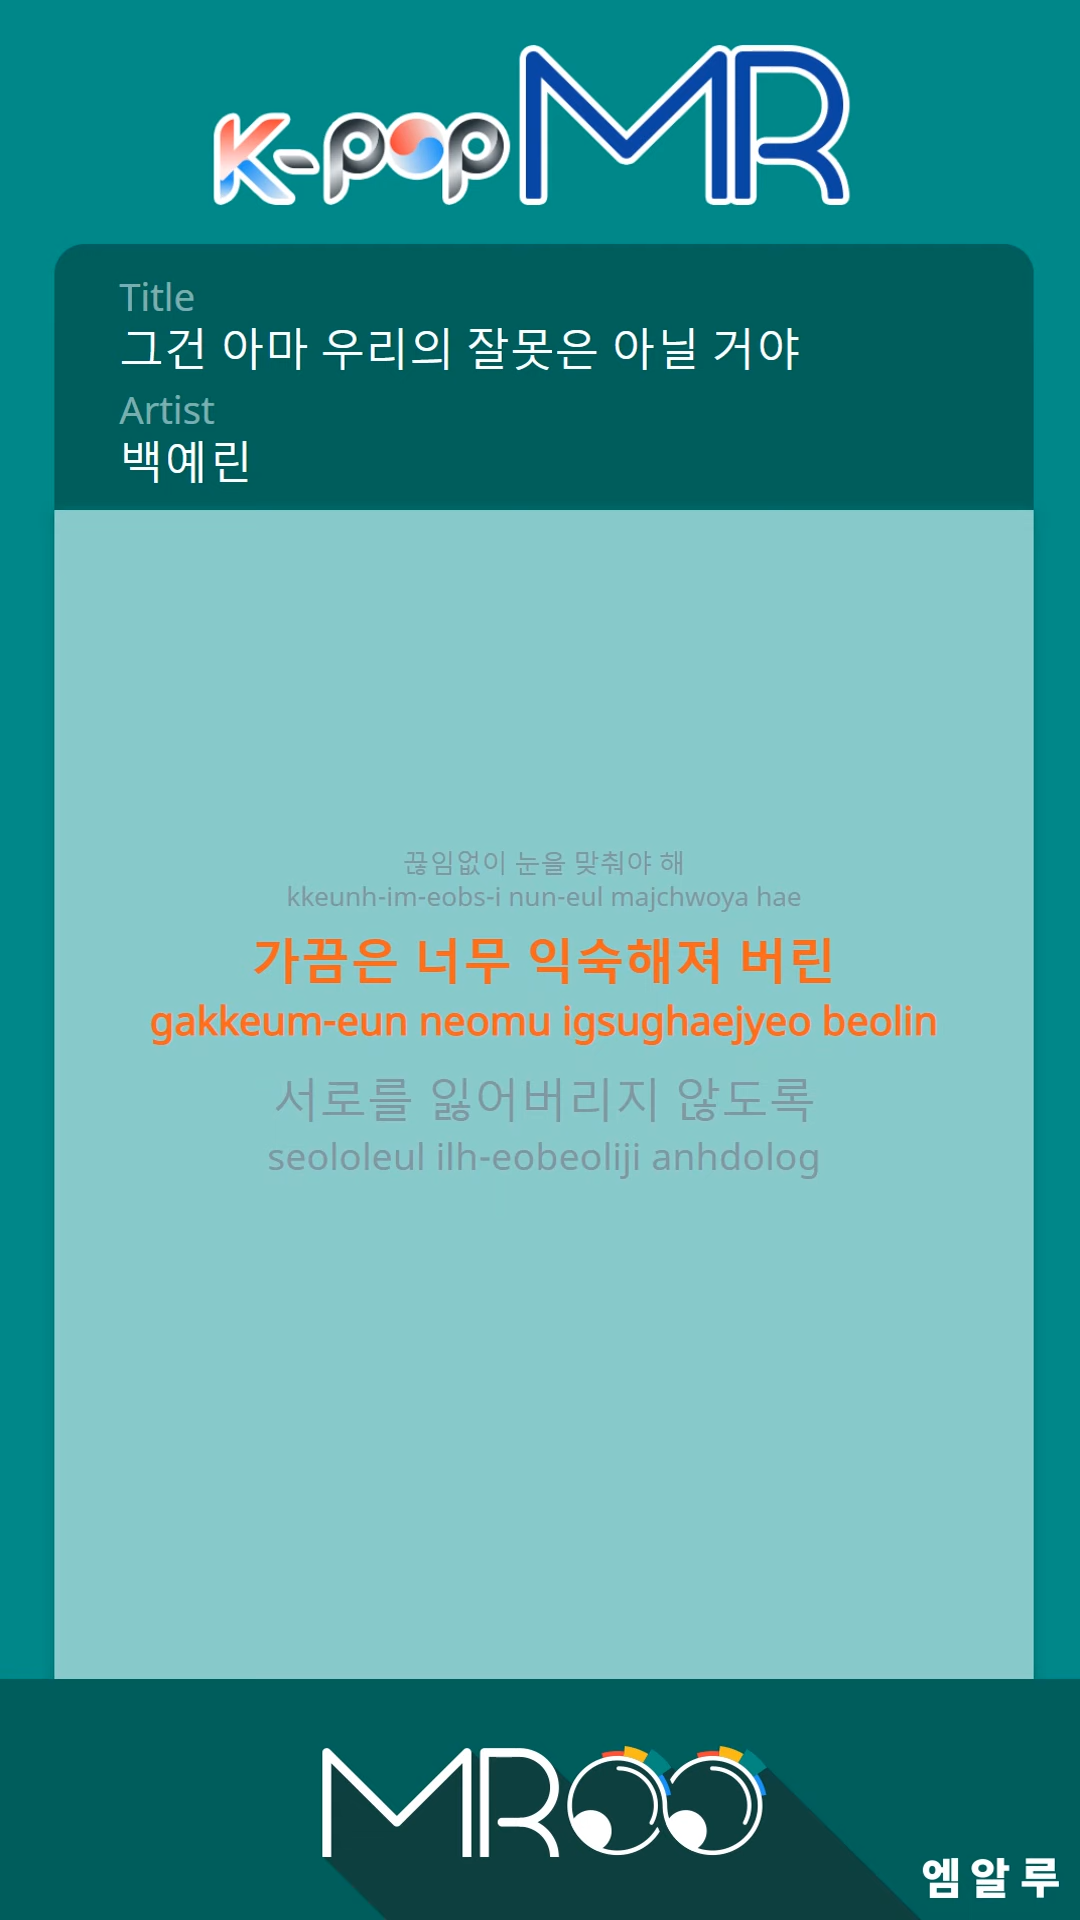 K-pop MR
Title
그건 아마 우리의 잘못은 아닐 거야
Artist
백예린
끊임없이 눈을 맞춰야 해
kkeunh-im-eobs-i nun-eul majchwoya hae
가끔은 너무 익숙해져 버린
gakkeum-eun neomu igsughaejyeo beolin
서로를 잃어버리지 않도록
seololeul ilh-eobeoliji anhdolog
MROO
엠알루